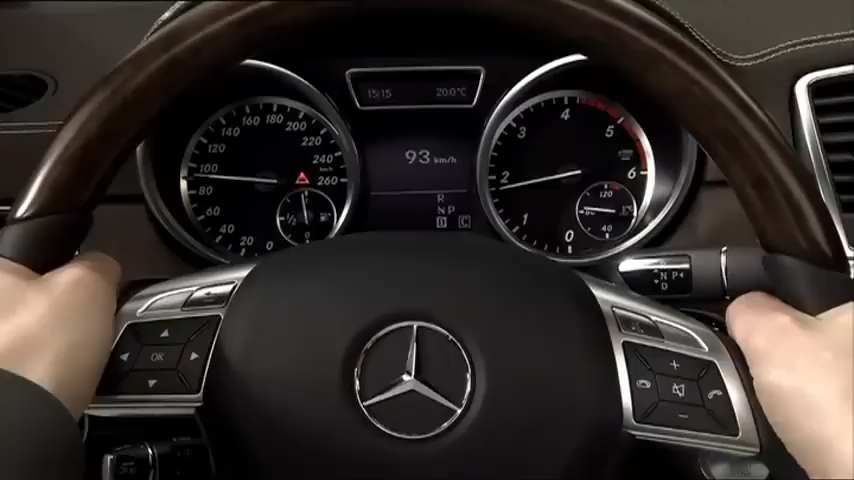 15:15 20.0°C
93 km/h
R
N P
D C
0 20 40 60 80 100 120 140 160 180 200 220 240 260
km/h
½
0
0 1 2 3 4 5 6
120
40
N P
D
OK
+
−